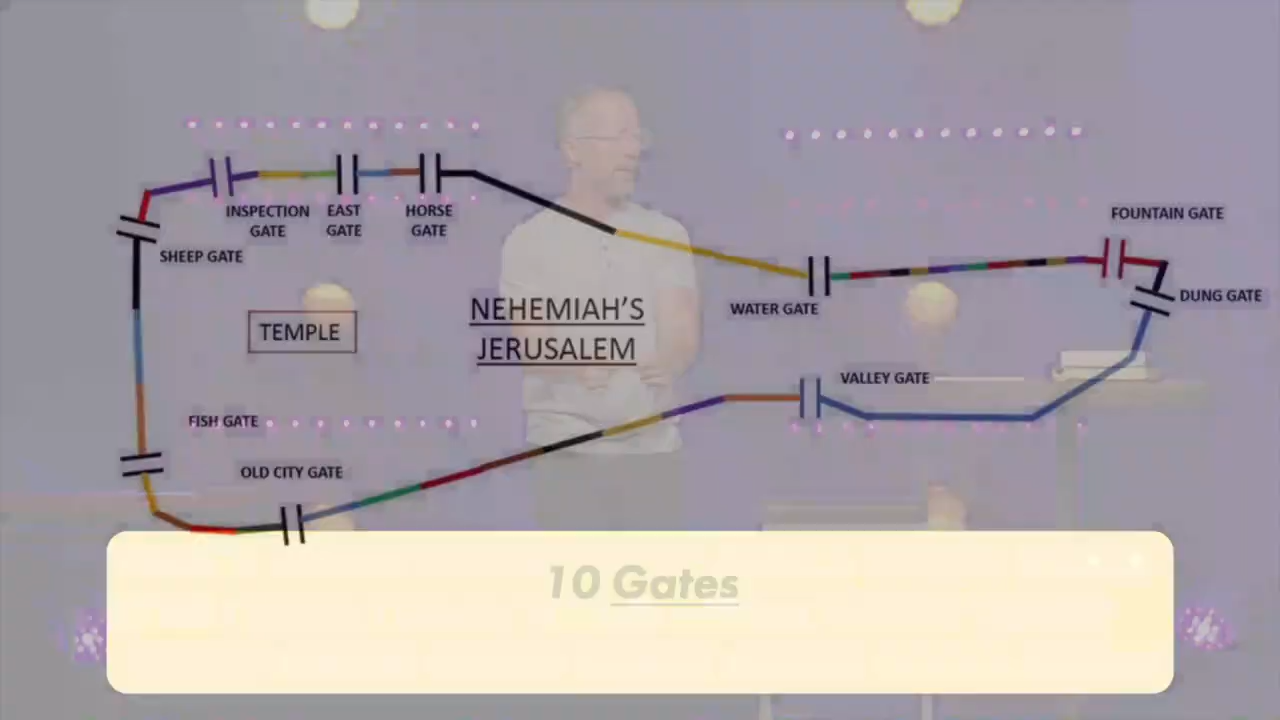 INSPECTION
GATE
EAST
GATE
HORSE
GATE
FOUNTAIN GATE
SHEEP GATE
DUNG GATE
WATER GATE
NEHEMIAH'S
JERUSALEM
TEMPLE
VALLEY GATE
FISH GATE
OLD CITY GATE
10 Gates